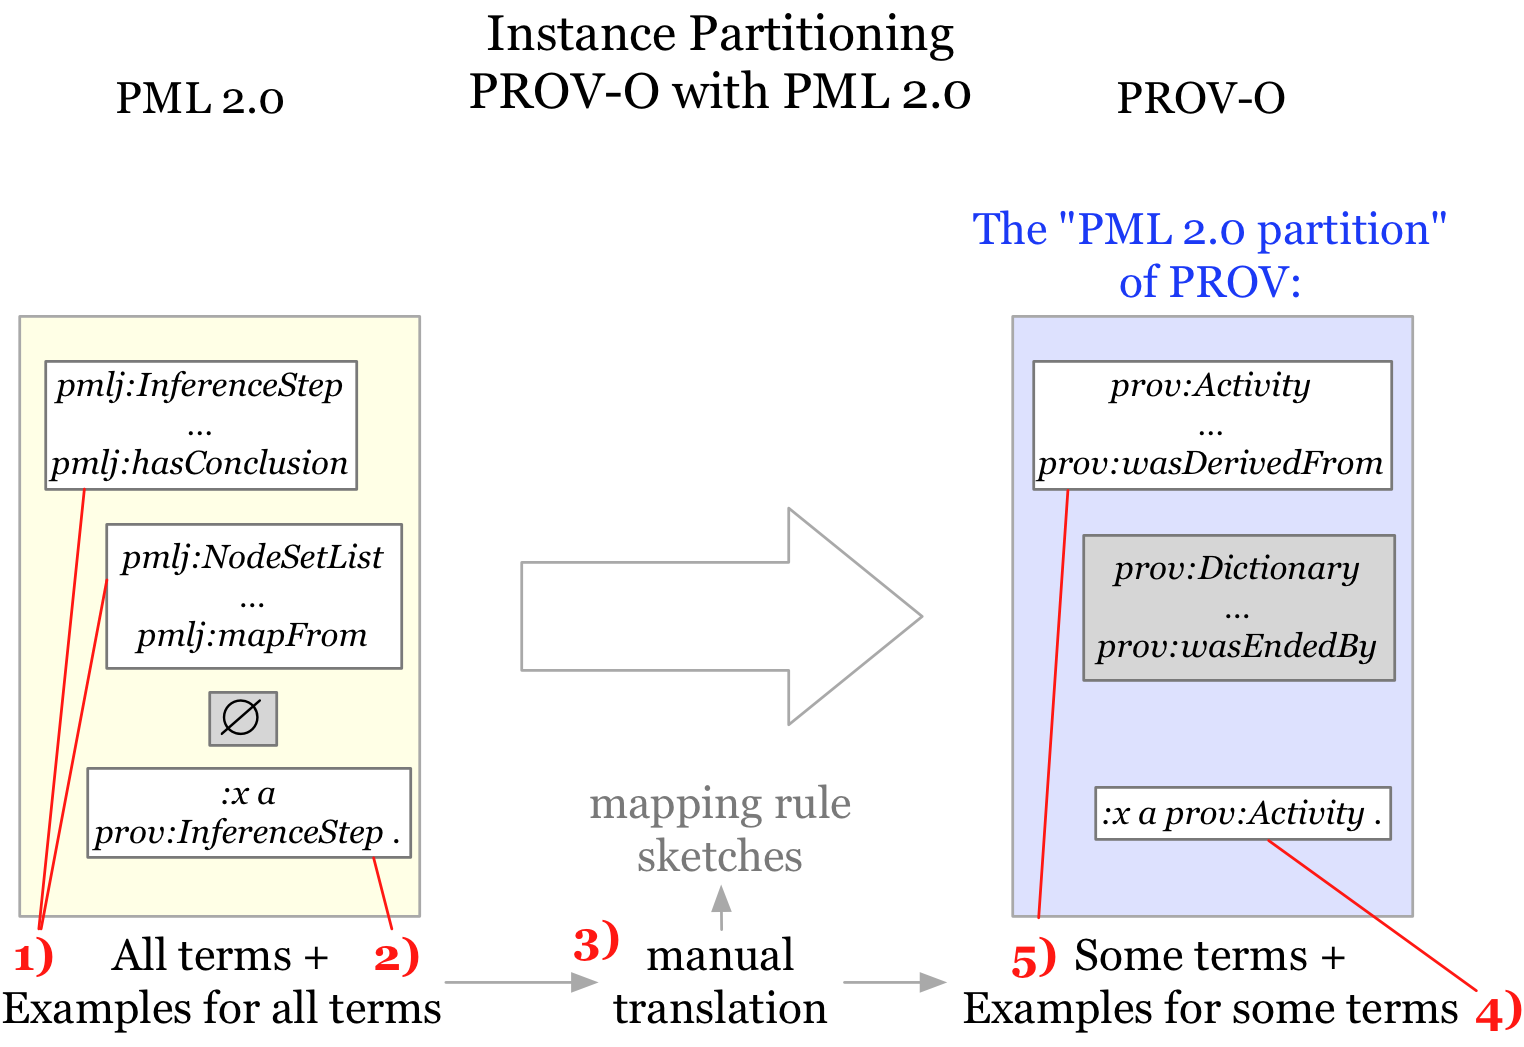 Instance Partitioning
PROV-O with PML 2.0
PML 2.0
PROV-O
The "PML 2.0 partition"
of PROV:
pmlj:InferenceStep
...
pmlj:hasConclusion
pmlj:NodeSetList
...
pmlj:mapFrom
∅
:x a
prov:InferenceStep .
1) All terms + 2)
Examples for all terms
mapping rule
sketches
3) manual
translation
prov:Activity
...
prov:wasDerivedFrom
prov:Dictionary
...
prov:wasEndedBy
:x a prov:Activity .
5) Some terms +
Examples for some terms 4)